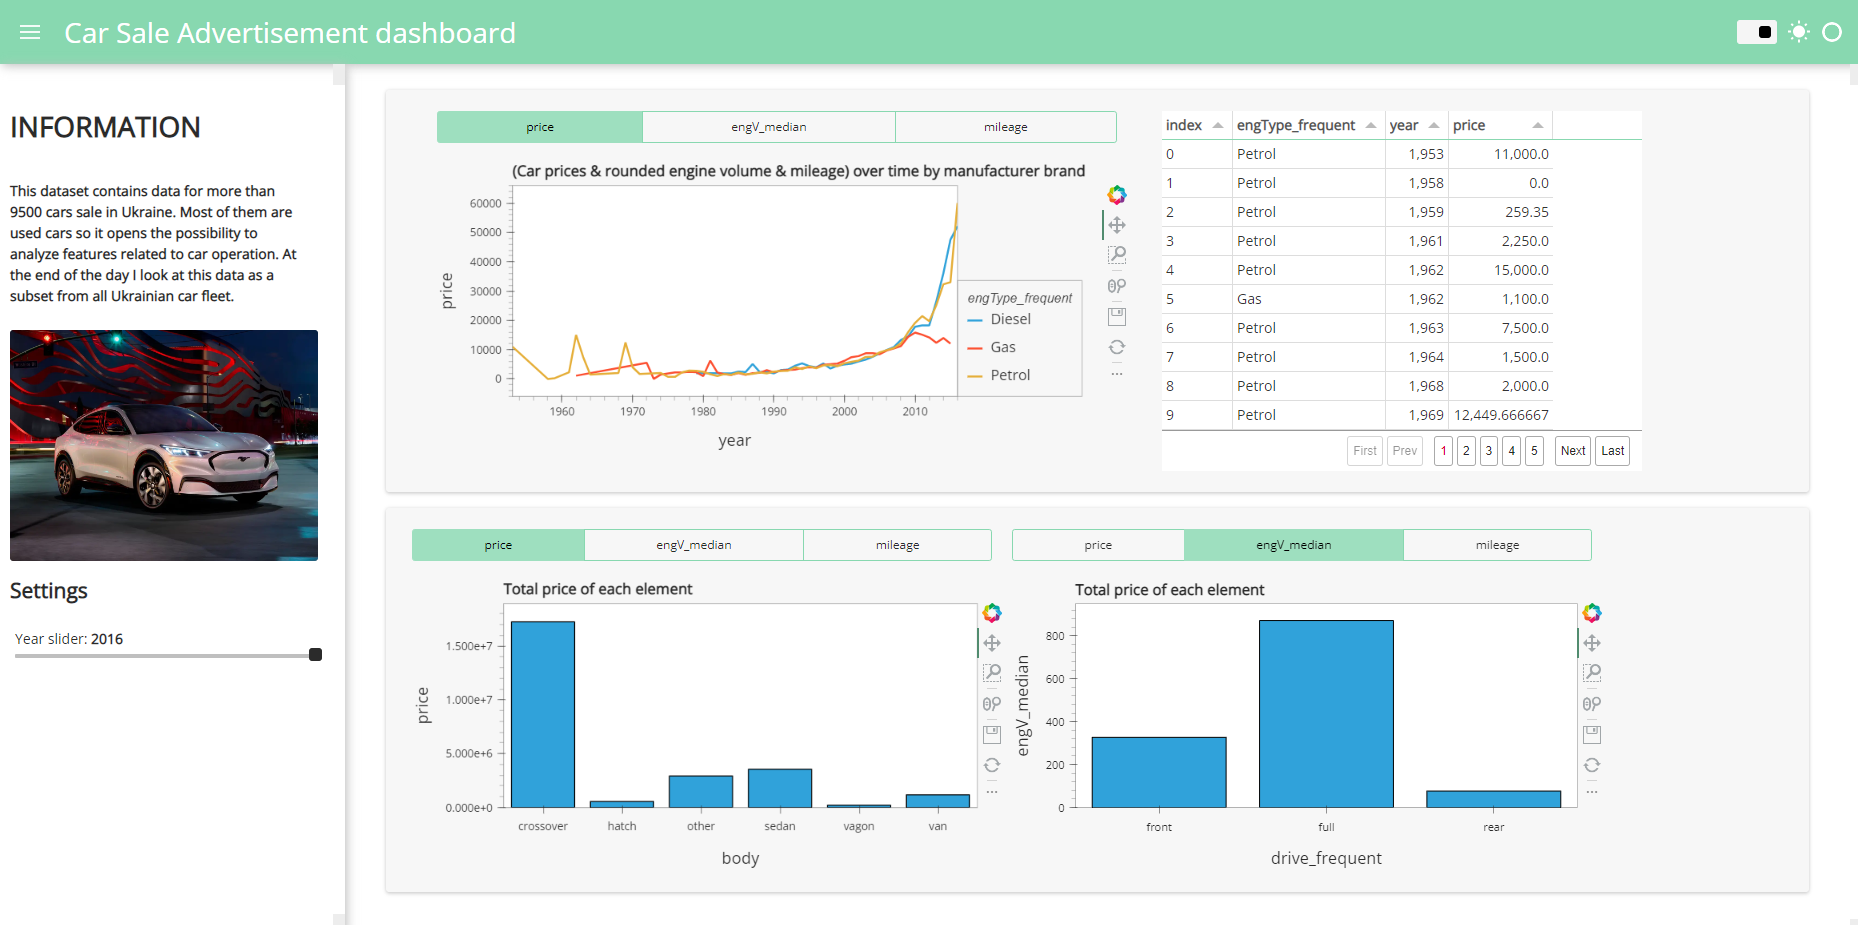 Car Sale Advertisement dashboard
INFORMATION
This dataset contains data for more than
9500 cars sale in Ukraine. Most of them are
used cars so it opens the possibility to
analyze features related to car operation. At
the end of the day I look at this data as a
subset from all Ukrainian car fleet.
Settings
Year slider: 2016
price engV_median mileage
(Car prices & rounded engine volume & mileage) over time by manufacturer brand
60000
50000
40000
30000
20000
10000
0
price
1960 1970 1980 1990 2000 2010
year
engType_frequent
Diesel
Gas
Petrol
index engType_frequent year price
0 Petrol 1,953 11,000.0
1 Petrol 1,958 0.0
2 Petrol 1,959 259.35
3 Petrol 1,961 2,250.0
4 Petrol 1,962 15,000.0
5 Gas 1,962 1,100.0
6 Petrol 1,963 7,500.0
7 Petrol 1,964 1,500.0
8 Petrol 1,968 2,000.0
9 Petrol 1,969 12,449.666667
First Prev 1 2 3 4 5 Next Last
price engV_median mileage
Total price of each element
1.500e+7
1.000e+7
5.000e+6
0.000e+0
price
crossover hatch other sedan vagon van
body
price engV_median mileage
Total price of each element
800
600
400
200
0
engV_median
front full rear
drive_frequent